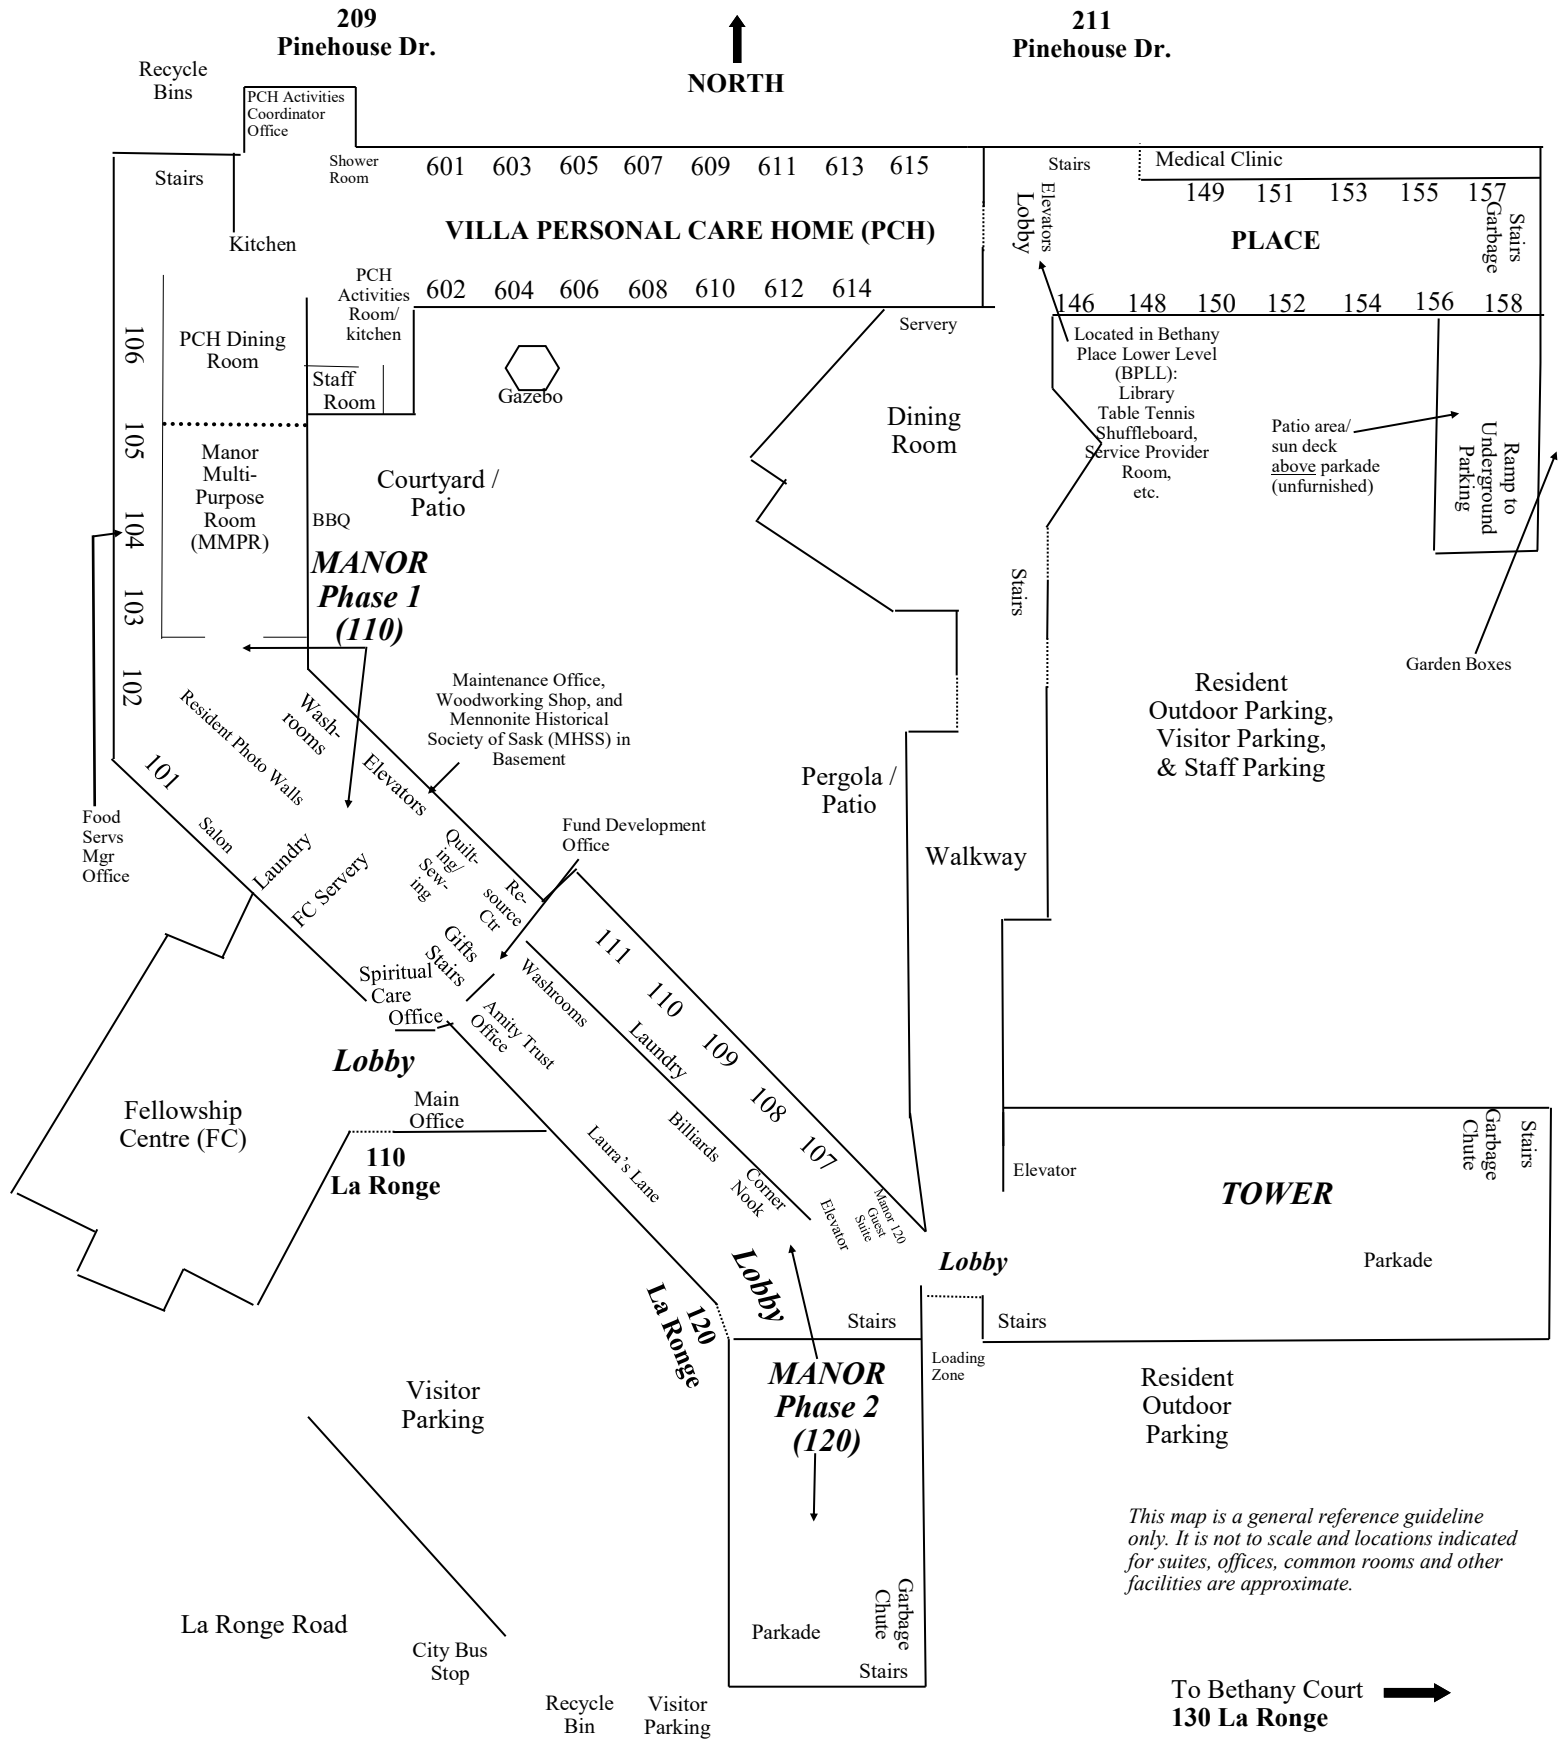 209
Pinehouse Dr.
NORTH
211
Pinehouse Dr.
Recycle
Bins
PCH Activities
Coordinator
Office
Stairs
Shower
Room
601 603 605 607 609 611 613 615
Stairs
Medical Clinic
149 151 153 155 157
Kitchen
VILLA PERSONAL CARE HOME (PCH)
Elevators
Lobby
PLACE
Stairs
Garbage
PCH
Activities
Room/
kitchen
602 604 606 608 610 612 614
146 148 150 152 154 156 158
106
PCH Dining
Room
Staff
Room
Gazebo
Servery
Dining
Room
Located in Bethany
Place Lower Level
(BPLL):
Library
Table Tennis
Shuffleboard,
Service Provider
Room,
etc.
Patio area/
sun deck
above parkade
(unfurnished)
Ramp to
Underground
Parking
105
Manor
Multi-
Purpose
Room
(MMPR)
Courtyard /
Patio
BBQ
104
MANOR
Phase 1
(110)
103
Stairs
Garden Boxes
102
Resident Photo Walls
Wash-
rooms
Maintenance Office,
Woodworking Shop, and
Mennonite Historical
Society of Sask (MHSS) in
Basement
Resident
Outdoor Parking,
Visitor Parking,
& Staff Parking
101
Elevators
Pergola /
Patio
Food
Servs
Mgr
Office
Salon
Laundry
FC Servery
Quilt-
ing/
Sew-
ing
Re-
source
Ctr
Fund Development
Office
Walkway
Gifts
Stairs
Spiritual
Care
Office
Washrooms
111
110
109
108
107
Amity Trust
Office
Laundry
Lobby
Main
Office
Fellowship
Centre (FC)
110
La Ronge
Laura's Lane
Billiards
Corner
Nook
Elevator
Manor 120
Guest
Suite
Elevator
TOWER
Garbage
Chute
Stairs
Lobby
Lobby
Parkade
120
La Ronge
Stairs
Stairs
Loading
Zone
MANOR
Phase 2
(120)
Visitor
Parking
Resident
Outdoor
Parking
This map is a general reference guideline
only. It is not to scale and locations indicated
for suites, offices, common rooms and other
facilities are approximate.
La Ronge Road
City Bus
Stop
Parkade
Garbage
Chute
Stairs
Recycle
Bin
Visitor
Parking
To Bethany Court
130 La Ronge